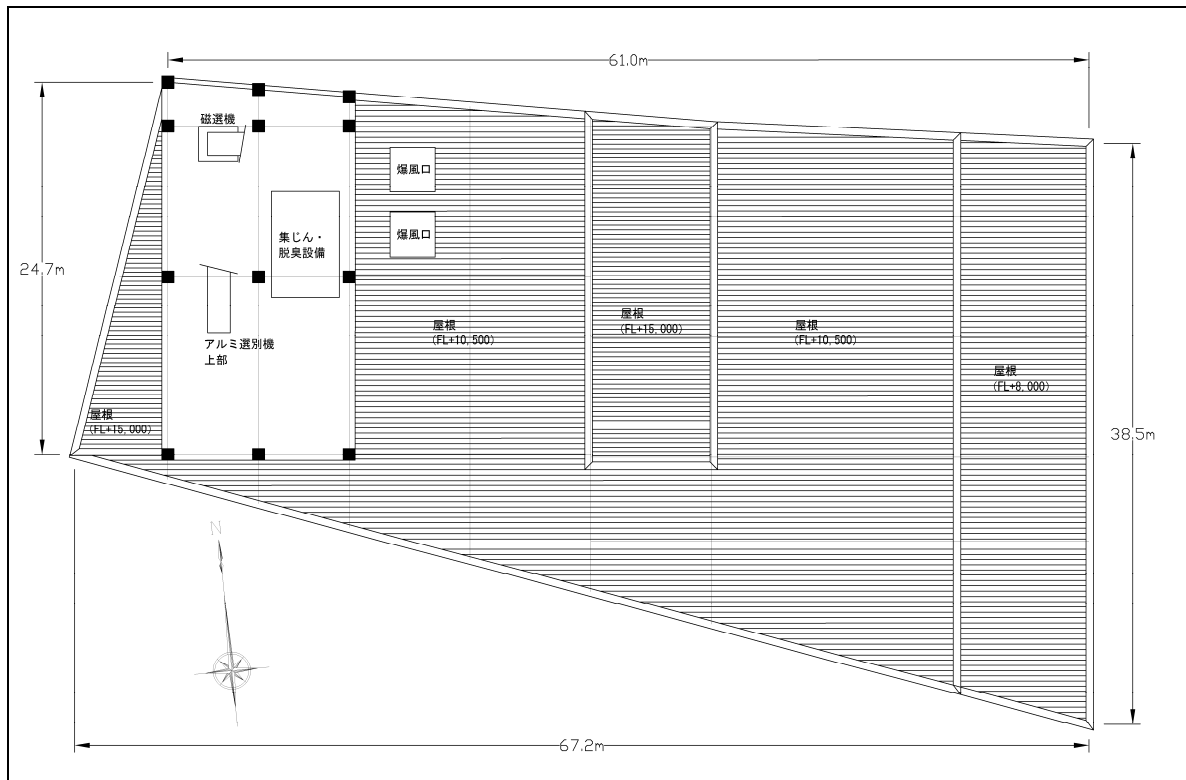 61.0m
磁選機
爆風口
爆風口
集じん・
脱臭設備
24.7m
アルミ選別機
上部
屋根
(FL+10,500)
屋根
(FL+15,000)
屋根
(FL+10,500)
屋根
(FL+8,000)
屋根
(FL+15,000)
38.5m
N
67.2m